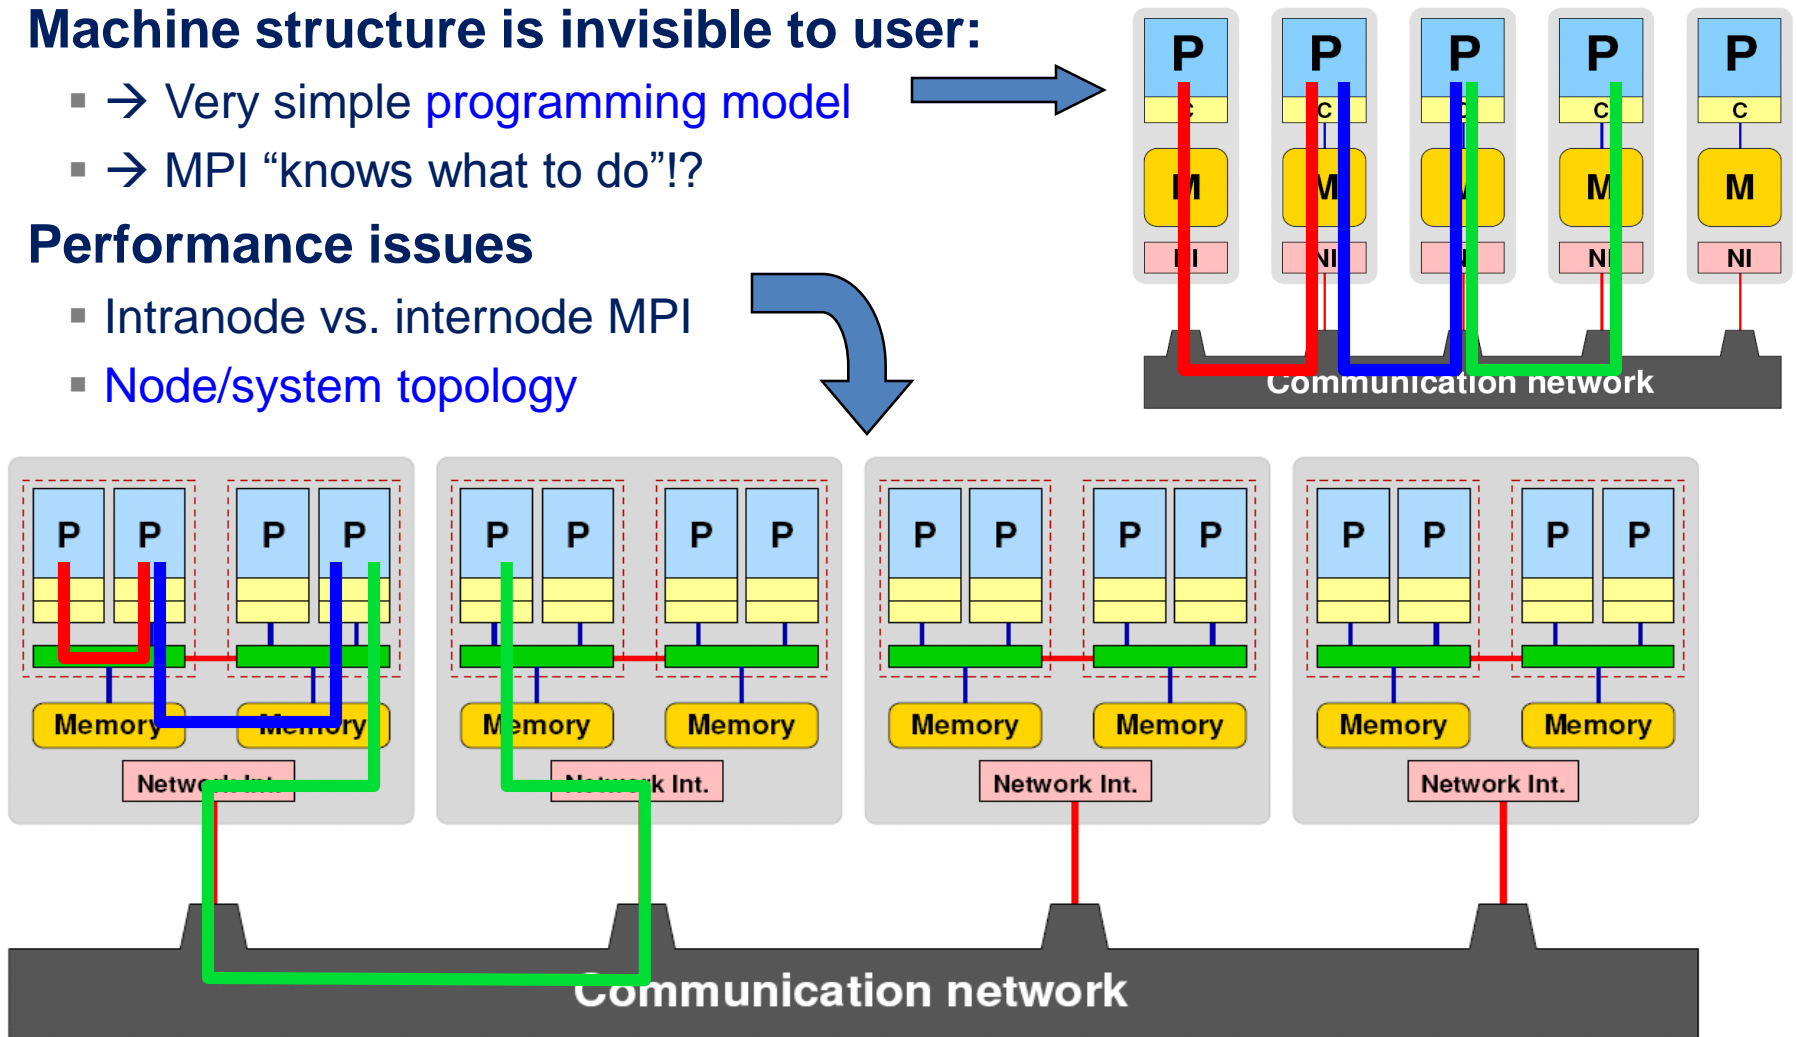 Machine structure is invisible to user:
→ Very simple programming model
→ MPI “knows what to do”!?
Performance issues
Intranode vs. internode MPI
Node/system topology
P P P P P
C C C C C
M M M M M
NI NI NI NI NI
Communication network
P P P P P P P P P P P P P P P P
Memory Memory Memory Memory Memory Memory Memory Memory
Network Int. Network Int. Network Int. Network Int.
Communication network